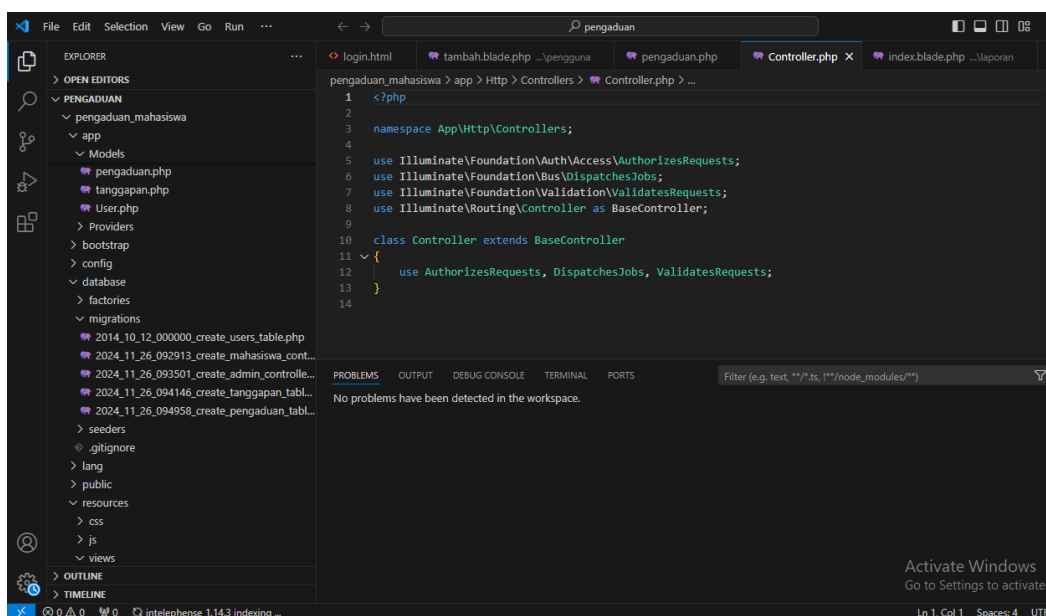 File Edit Selection View Go Run ...
pengaduan
EXPLORER
OPEN EDITORS
PENGADUAN
pengaduan_mahasiswa
app
Models
pengaduan.php
tanggapan.php
User.php
Providers
bootstrap
config
database
factories
migrations
2014_10_12_000000_create_users_table.php
2024_11_26_092913_create_mahasiswa_cont...
2024_11_26_093501_create_admin_controlle...
2024_11_26_094146_create_tanggapan_tabl...
2024_11_26_094958_create_pengaduan_tabl...
seeders
.gitignore
lang
public
resources
css
js
views
OUTLINE
TIMELINE
login.html tambah.blade.php ...\pengguna pengaduan.php Controller.php index.blade.php ...\laporan
pengaduan_mahasiswa > app > Http > Controllers > Controller.php > ...
1 <?php
2
3 namespace App\Http\Controllers;
4
5 use Illuminate\Foundation\Auth\Access\AuthorizesRequests;
6 use Illuminate\Foundation\Bus\DispatchesJobs;
7 use Illuminate\Foundation\Validation\ValidatesRequests;
8 use Illuminate\Routing\Controller as BaseController;
9
10 class Controller extends BaseController
11 {
12 use AuthorizesRequests, DispatchesJobs, ValidatesRequests;
13 }
14
PROBLEMS OUTPUT DEBUG CONSOLE TERMINAL PORTS Filter (e.g. text, **/*.ts, !**/node_modules/**)
No problems have been detected in the workspace.
Activate Windows
Go to Settings to activate
0 0 0 intelephense 1.14.3 indexing ... Ln 1, Col 1 Spaces: 4 UTF